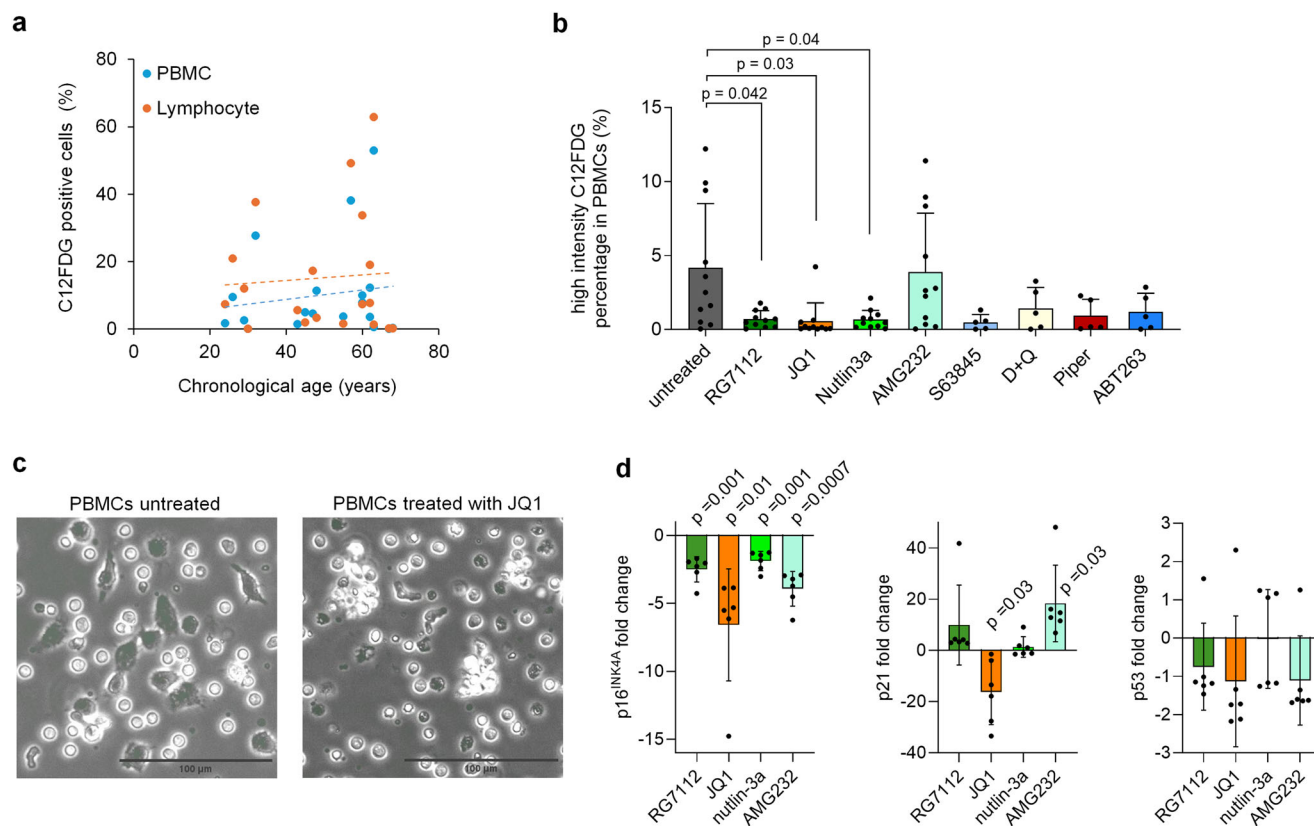 a
C12FDG positive cells (%)
80
60
40
20
0
PBMC
Lymphocyte
0
20
40
60
80
Chronological age (years)
b
high intensity C12FDG
percentage in PBMCs (%)
15
10
5
0
p = 0.04
p = 0.03
p = 0.042
untreated
RG7112
JQ1
Nutlin3a
AMG232
S63845
D+Q
Piper
ABT263
c
PBMCs untreated
PBMCs treated with JQ1
100 µm
100 µm
d
p16^INK4A fold change
0
-5
-10
-15
p =0.001
p =0.01
p =0.001
p =0.0007
RG7112
JQ1
nutlin-3a
AMG232
p21 fold change
40
20
0
-20
-40
p =0.03
p =0.03
RG7112
JQ1
nutlin-3a
AMG232
p53 fold change
3
2
1
0
-1
-2
-3
RG7112
JQ1
nutlin-3a
AMG232